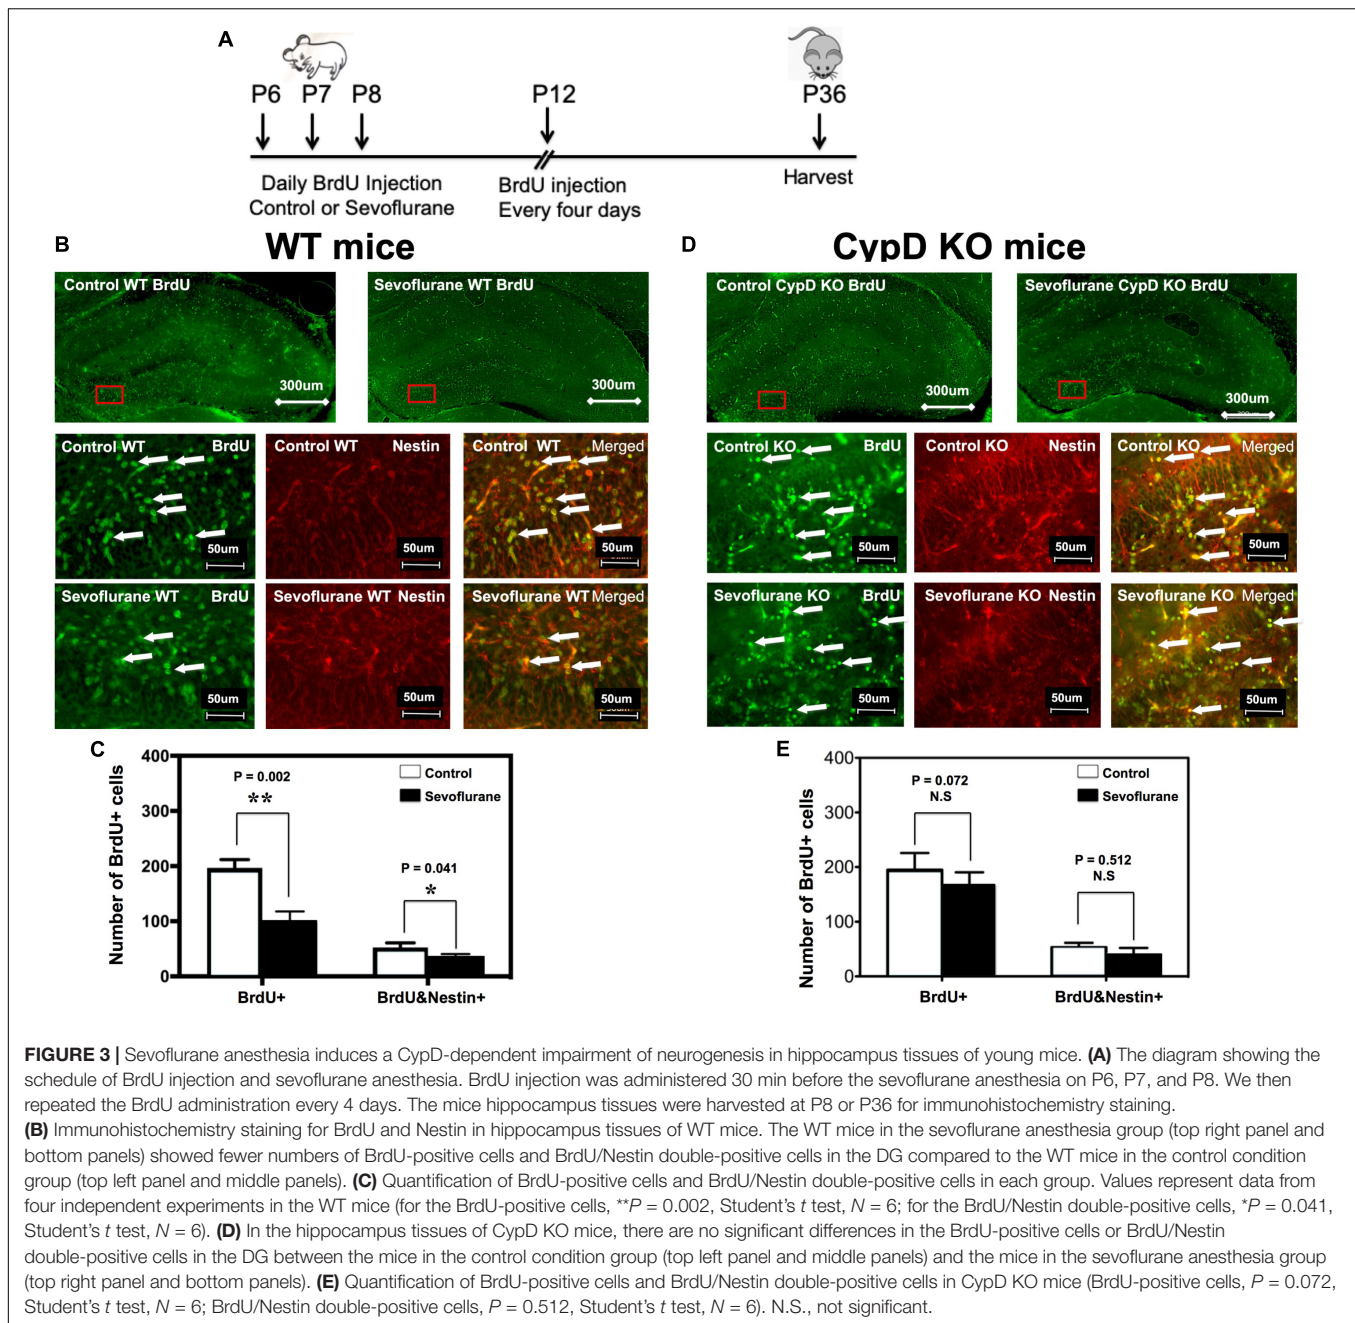 A
P6 P7 P8 P12 P36
Daily BrdU Injection
Control or Sevoflurane
BrdU injection
Every four days
Harvest
B WT mice
Control WT BrdU
300um
Sevoflurane WT BrdU
300um
Control WT BrdU
50um
Control WT Nestin
50um
Control WT Merged
50um
Sevoflurane WT BrdU
50um
Sevoflurane WT Nestin
50um
Sevoflurane WT Merged
50um
D CypD KO mice
Control CypD KO BrdU
300um
Sevoflurane CypD KO BrdU
300um
Control KO BrdU
50um
Control KO Nestin
50um
Control KO Merged
50um
Sevoflurane KO BrdU
50um
Sevoflurane KO Nestin
50um
Sevoflurane KO Merged
50um
C
Number of BrdU+ cells
400
300
200
100
0
P = 0.002
**
P = 0.041
*
Control
Sevoflurane
BrdU+ BrdU&Nestin+
E
Number of BrdU+ cells
400
300
200
100
0
P = 0.072
N.S
P = 0.512
N.S
Control
Sevoflurane
BrdU+ BrdU&Nestin+
FIGURE 3 | Sevoflurane anesthesia induces a CypD-dependent impairment of neurogenesis in hippocampus tissues of young mice. (A) The diagram showing the
schedule of BrdU injection and sevoflurane anesthesia. BrdU injection was administered 30 min before the sevoflurane anesthesia on P6, P7, and P8. We then
repeated the BrdU administration every 4 days. The mice hippocampus tissues were harvested at P8 or P36 for immunohistochemistry staining.
(B) Immunohistochemistry staining for BrdU and Nestin in hippocampus tissues of WT mice. The WT mice in the sevoflurane anesthesia group (top right panel and
bottom panels) showed fewer numbers of BrdU-positive cells and BrdU/Nestin double-positive cells in the DG compared to the WT mice in the control condition
group (top left panel and middle panels). (C) Quantification of BrdU-positive cells and BrdU/Nestin double-positive cells in each group. Values represent data from
four independent experiments in the WT mice (for the BrdU-positive cells, **P = 0.002, Student's t test, N = 6; for the BrdU/Nestin double-positive cells, *P = 0.041,
Student's t test, N = 6). (D) In the hippocampus tissues of CypD KO mice, there are no significant differences in the BrdU-positive cells or BrdU/Nestin
double-positive cells in the DG between the mice in the control condition group (top left panel and middle panels) and the mice in the sevoflurane anesthesia group
(top right panel and bottom panels). (E) Quantification of BrdU-positive cells and BrdU/Nestin double-positive cells in CypD KO mice (BrdU-positive cells, P = 0.072,
Student's t test, N = 6; BrdU/Nestin double-positive cells, P = 0.512, Student's t test, N = 6). N.S., not significant.